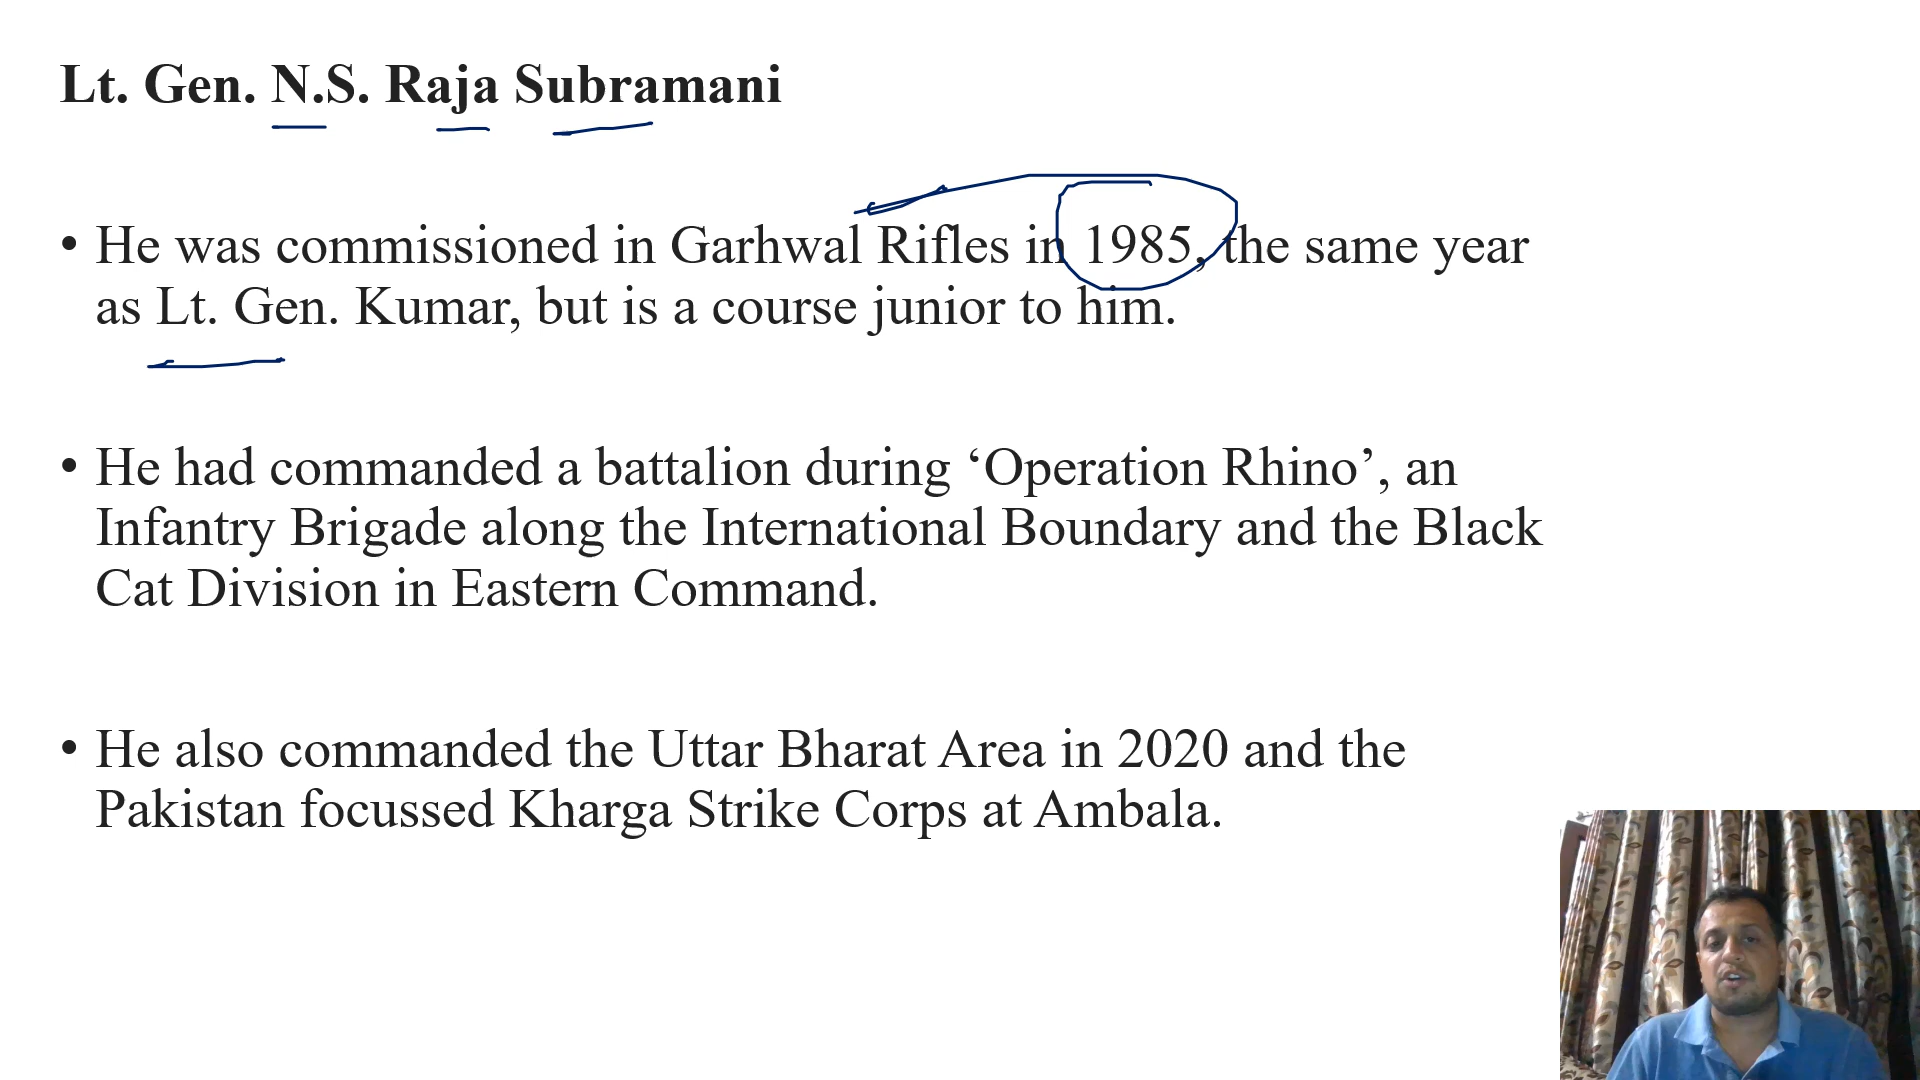 Lt. Gen. N.S. Raja Subramani
• He was commissioned in Garhwal Rifles in 1985, the same year
as Lt. Gen. Kumar, but is a course junior to him.
• He had commanded a battalion during ‘Operation Rhino’, an
Infantry Brigade along the International Boundary and the Black
Cat Division in Eastern Command.
• He also commanded the Uttar Bharat Area in 2020 and the
Pakistan focussed Kharga Strike Corps at Ambala.